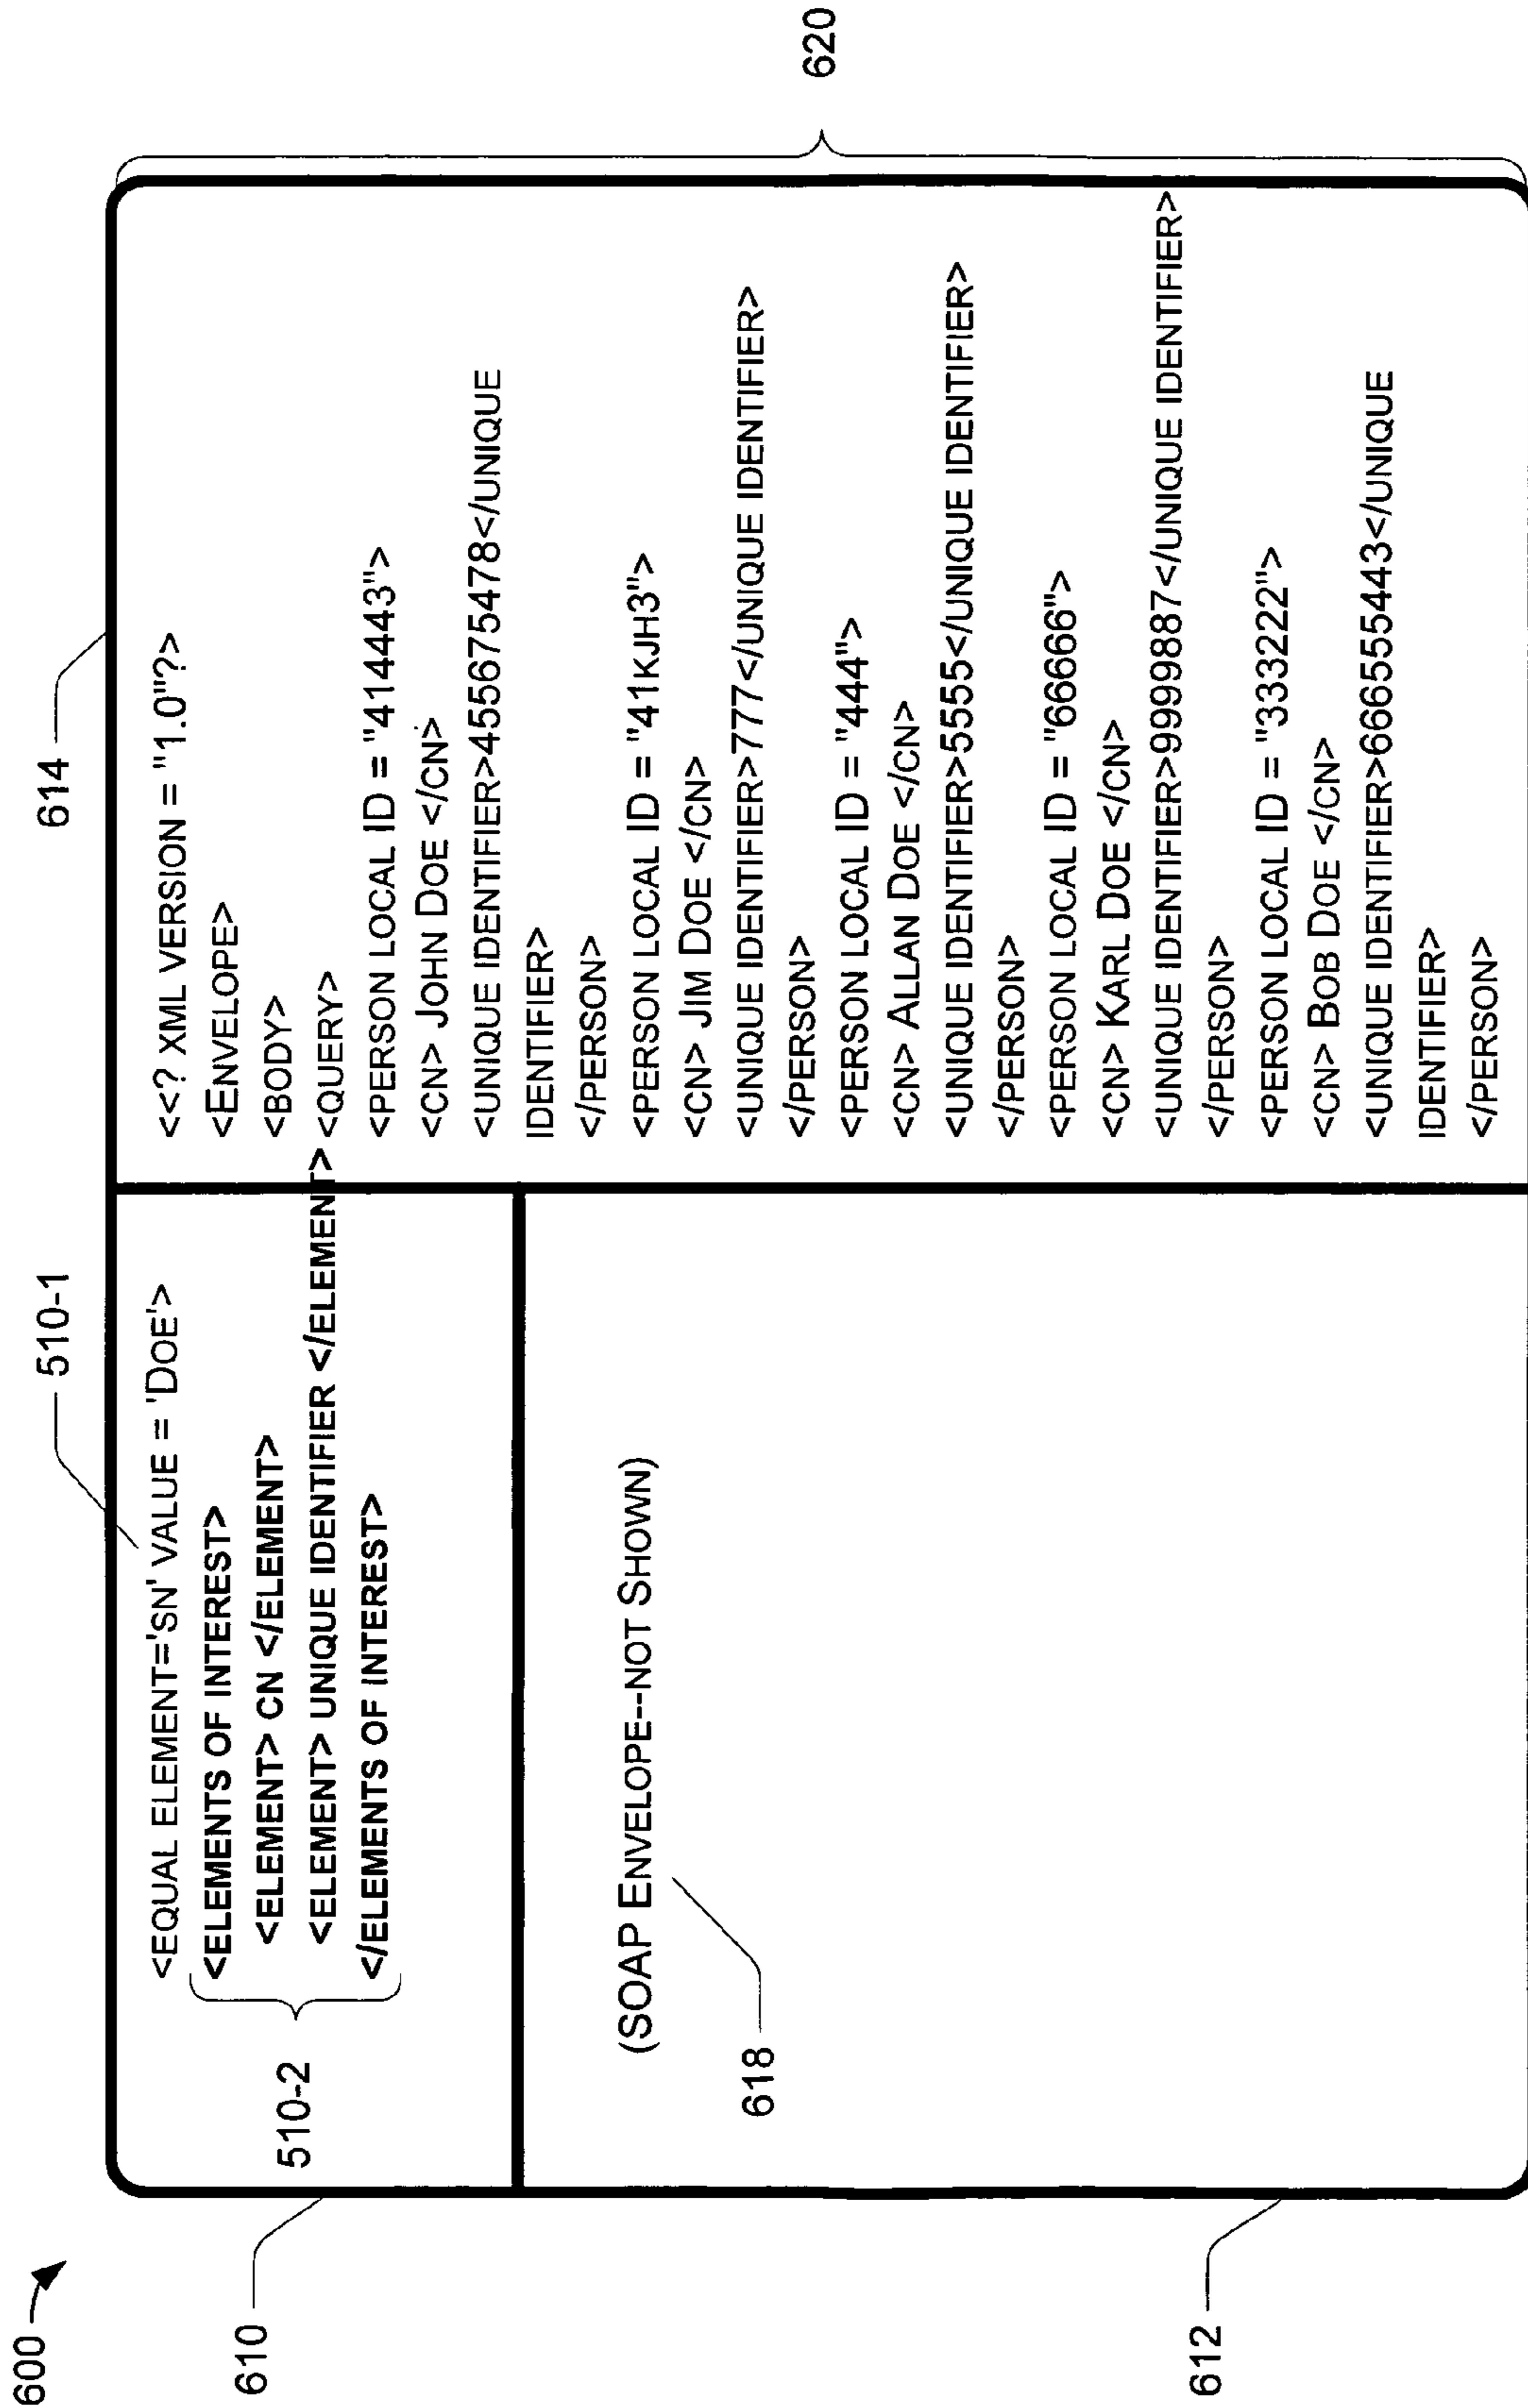 600
610
510-2
510-1
<EQUAL ELEMENT='SN' VALUE = 'DOE'>
<ELEMENTS OF INTEREST>
<ELEMENT> CN </ELEMENT>
<ELEMENT> UNIQUE IDENTIFIER </ELEMENT>
</ELEMENTS OF INTEREST>
612
618
(SOAP ENVELOPE--NOT SHOWN)
614
<<? XML VERSION = "1.0"?>
<ENVELOPE>
<BODY>
<QUERY>
<PERSON LOCAL ID = "414443">
<CN> JOHN DOE </CN>
<UNIQUE IDENTIFIER>45567 5478</UNIQUE
IDENTIFIER>
</PERSON>
<PERSON LOCAL ID = "41KJH3">
<CN> JIM DOE </CN>
<UNIQUE IDENTIFIER>777</UNIQUE IDENTIFIER>
</PERSON>
<PERSON LOCAL ID = "444">
<CN> ALLAN DOE </CN>
<UNIQUE IDENTIFIER>5555</UNIQUE IDENTIFIER>
</PERSON>
<PERSON LOCAL ID = "66666">
<CN> KARL DOE </CN>
<UNIQUE IDENTIFIER>999987</UNIQUE IDENTIFIER>
</PERSON>
<PERSON LOCAL ID = "333222">
<CN> BOB DOE </CN>
<UNIQUE IDENTIFIER>666555443</UNIQUE
IDENTIFIER>
</PERSON>
620